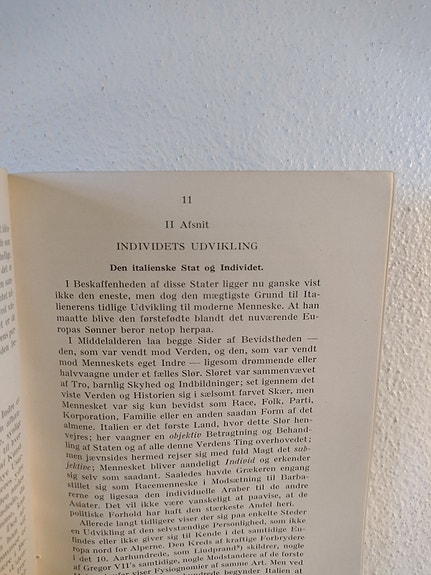 11
II Afsnit
INDIVIDETS UDVIKLING
Den italienske Stat og Individet.
I Beskaffenheden af disse Stater ligger nu ganske vist
ikke den eneste, men dog den mægtigste Grund til Ita-
lienerens tidlige Udvikling til moderne Menneske. At han
maatte blive den førstefødte blandt det nuværende Eu-
ropas Sønner beror netop herpaa.
I Middelalderen laa begge Sider af Bevidstheden —
den, som var vendt mod Verden, og den, som var vendt
mod Menneskets eget Indre — ligesom drømmende eller
halvvaagne under et fælles Slør. Sløret var sammenvævet
af Tro, barnlig Skyhed og Indbildninger; set igennem det
viste Verden og Historien sig i sælsomt farvet Skær, men
Mennesket var sig kun bevidst som Race, Folk, Parti,
Korporation, Familie eller en anden saadan Form af det
almene. Italien er det første Land, hvor dette Slør hen-
vejres; her vaagner en objektiv Betragtning og Behand-
ling af Staten og af alle denne Verdens Ting overhovedet;
men jævnsides hermed rejser sig med fuld Magt det sub-
jektive; Mennesket bliver aandeligt Individ og erkender
sig selv som saadant. Saaledes havde Grækeren engang
stillet sig som Racemenneske i Modsætning til Barba-
rerne og ligesaa den individuelle Araber til de andre
Asiater. Det vil ikke være vanskeligt at paavise, at de
politiske Forhold har haft den stærkeste Andel heri.
Allerede langt tidligere viser der sig paa enkelte Steder
en Udvikling af den selvstændige Personlighed, som ikke
findes eller ikke giver sig til Kende i det samtidige Eu-
ropa nord for Alperne. Den Kreds af kraftige Forbrydere
i det 10. Aarhundrede, som Liudprand skildrer, nogle
af Gregor VII's samtidige, nogle Modstandere af de første
viser Fysiognomier af samme Art. Men ved
begynder Italien at